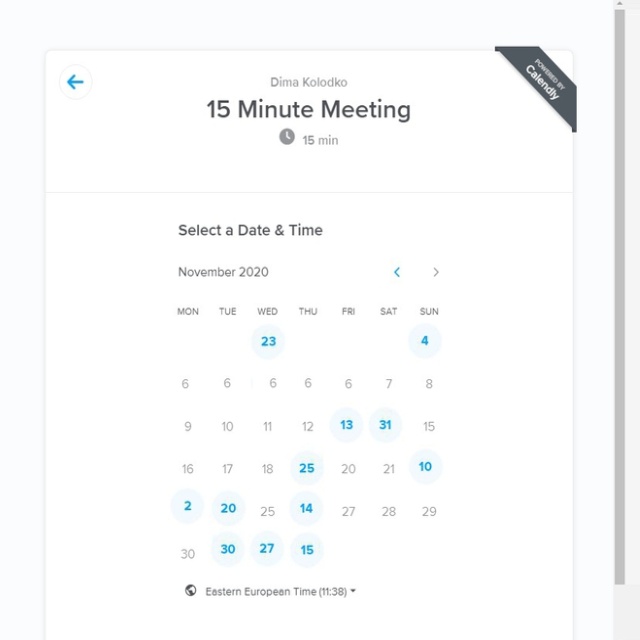 POWERED BY
Calendly
Dima Kolodko
15 Minute Meeting
15 min
Select a Date & Time
November 2020
MON TUE WED THU FRI SAT SUN
23 4
6 6 6 6 6 7 8
9 10 11 12 13 31 15
16 17 18 25 20 21 10
2 20 25 14 27 28 29
30 30 27 15
Eastern European Time (11:38)